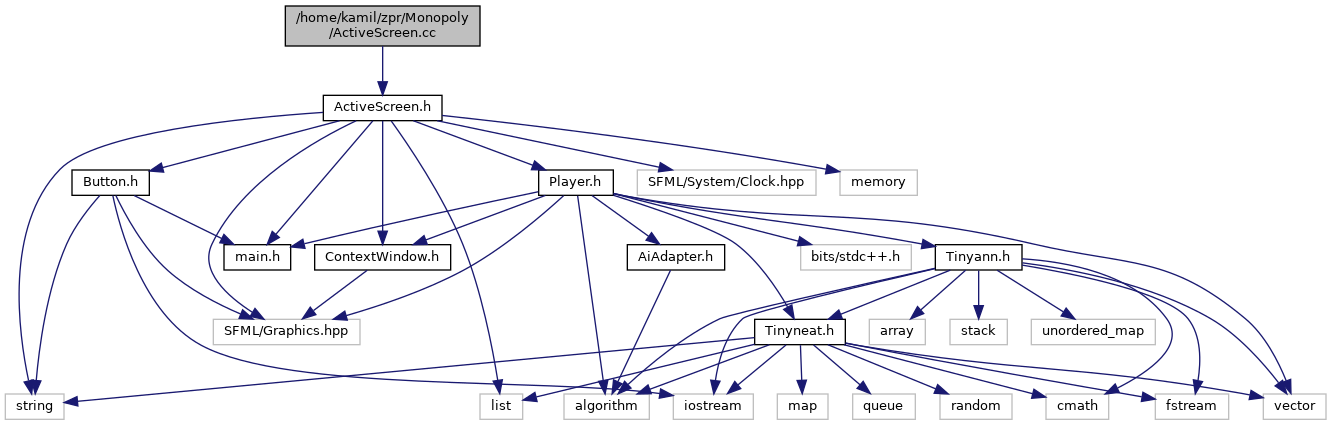 /home/kamil/zpr/Monopoly
/ActiveScreen.cc
ActiveScreen.h
Button.h
Player.h
SFML/System/Clock.hpp
memory
main.h
ContextWindow.h
AiAdapter.h
bits/stdc++.h
Tinyann.h
SFML/Graphics.hpp
Tinyneat.h
array
stack
unordered_map
string
list
algorithm
iostream
map
queue
random
cmath
fstream
vector